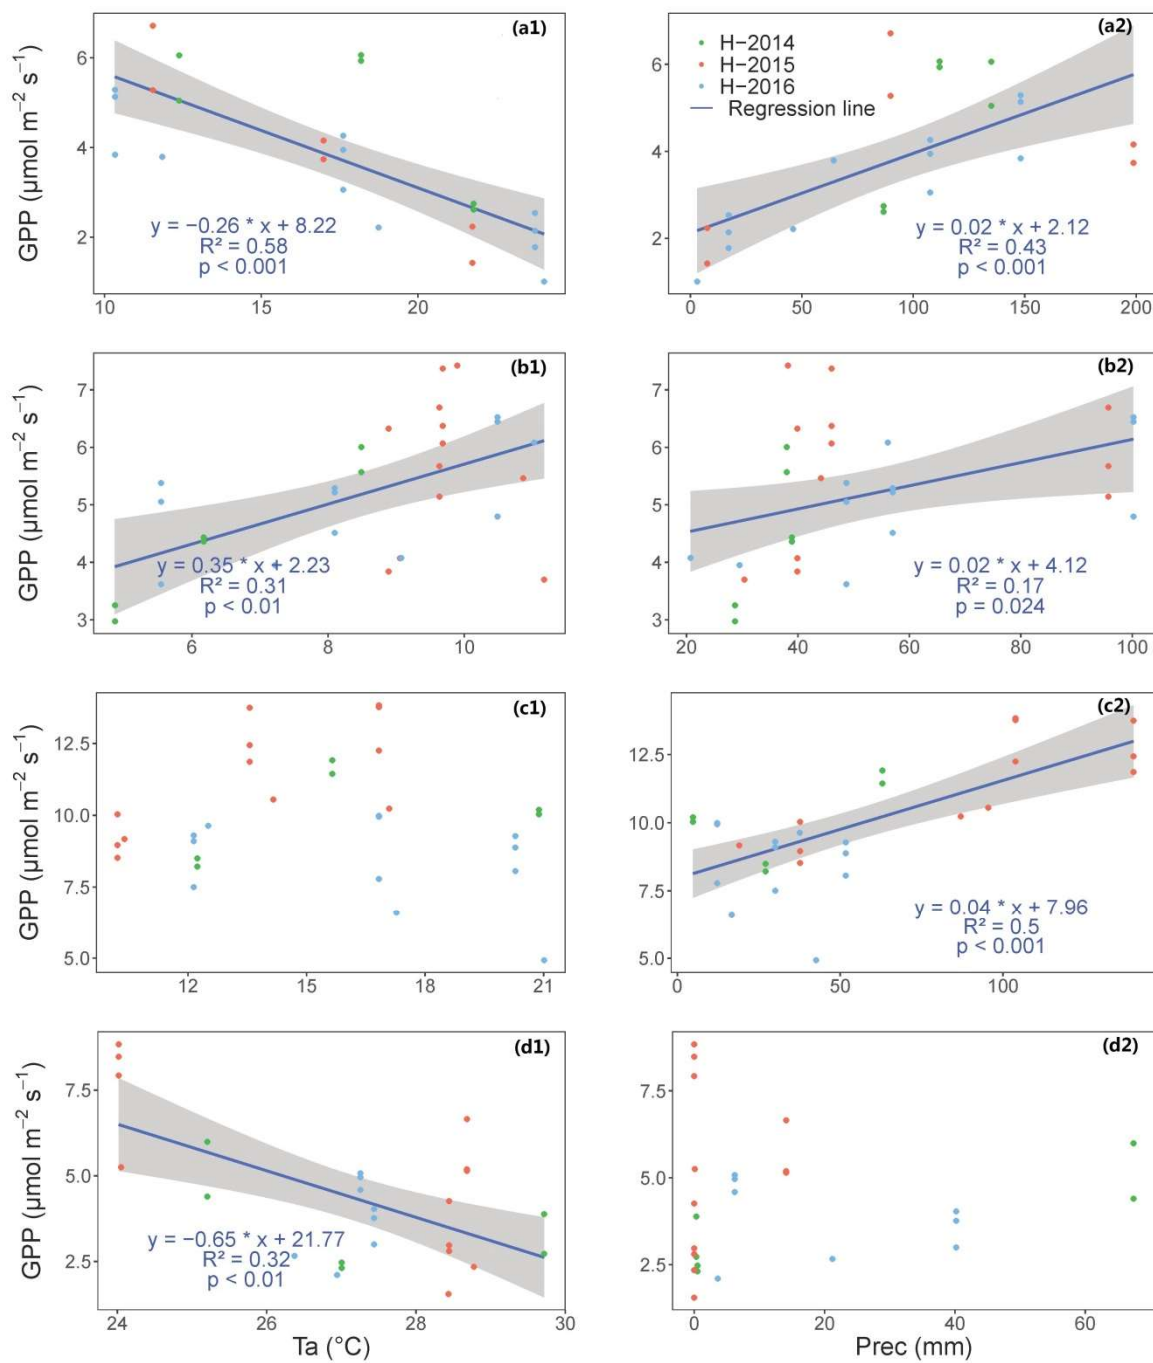 (a1)
GPP (μmol m⁻² s⁻¹)
6
4
2
y = −0.26 * x + 8.22
R² = 0.58
p < 0.001
10
15
20
(a2)
H−2014
H−2015
H−2016
Regression line
6
4
2
y = 0.02 * x + 2.12
R² = 0.43
p < 0.001
0
50
100
150
200
(b1)
GPP (μmol m⁻² s⁻¹)
7
6
5
4
3
y = 0.35 * x + 2.23
R² = 0.31
p < 0.01
6
8
10
(b2)
7
6
5
4
3
y = 0.02 * x + 4.12
R² = 0.17
p = 0.024
20
40
60
80
100
(c1)
GPP (μmol m⁻² s⁻¹)
12.5
10.0
7.5
5.0
12
15
18
21
(c2)
12.5
10.0
7.5
5.0
y = 0.04 * x + 7.96
R² = 0.5
p < 0.001
0
50
100
(d1)
GPP (μmol m⁻² s⁻¹)
7.5
5.0
2.5
y = −0.65 * x + 21.77
R² = 0.32
p < 0.01
24
26
28
30
Ta (°C)
(d2)
7.5
5.0
2.5
0
20
40
60
Prec (mm)